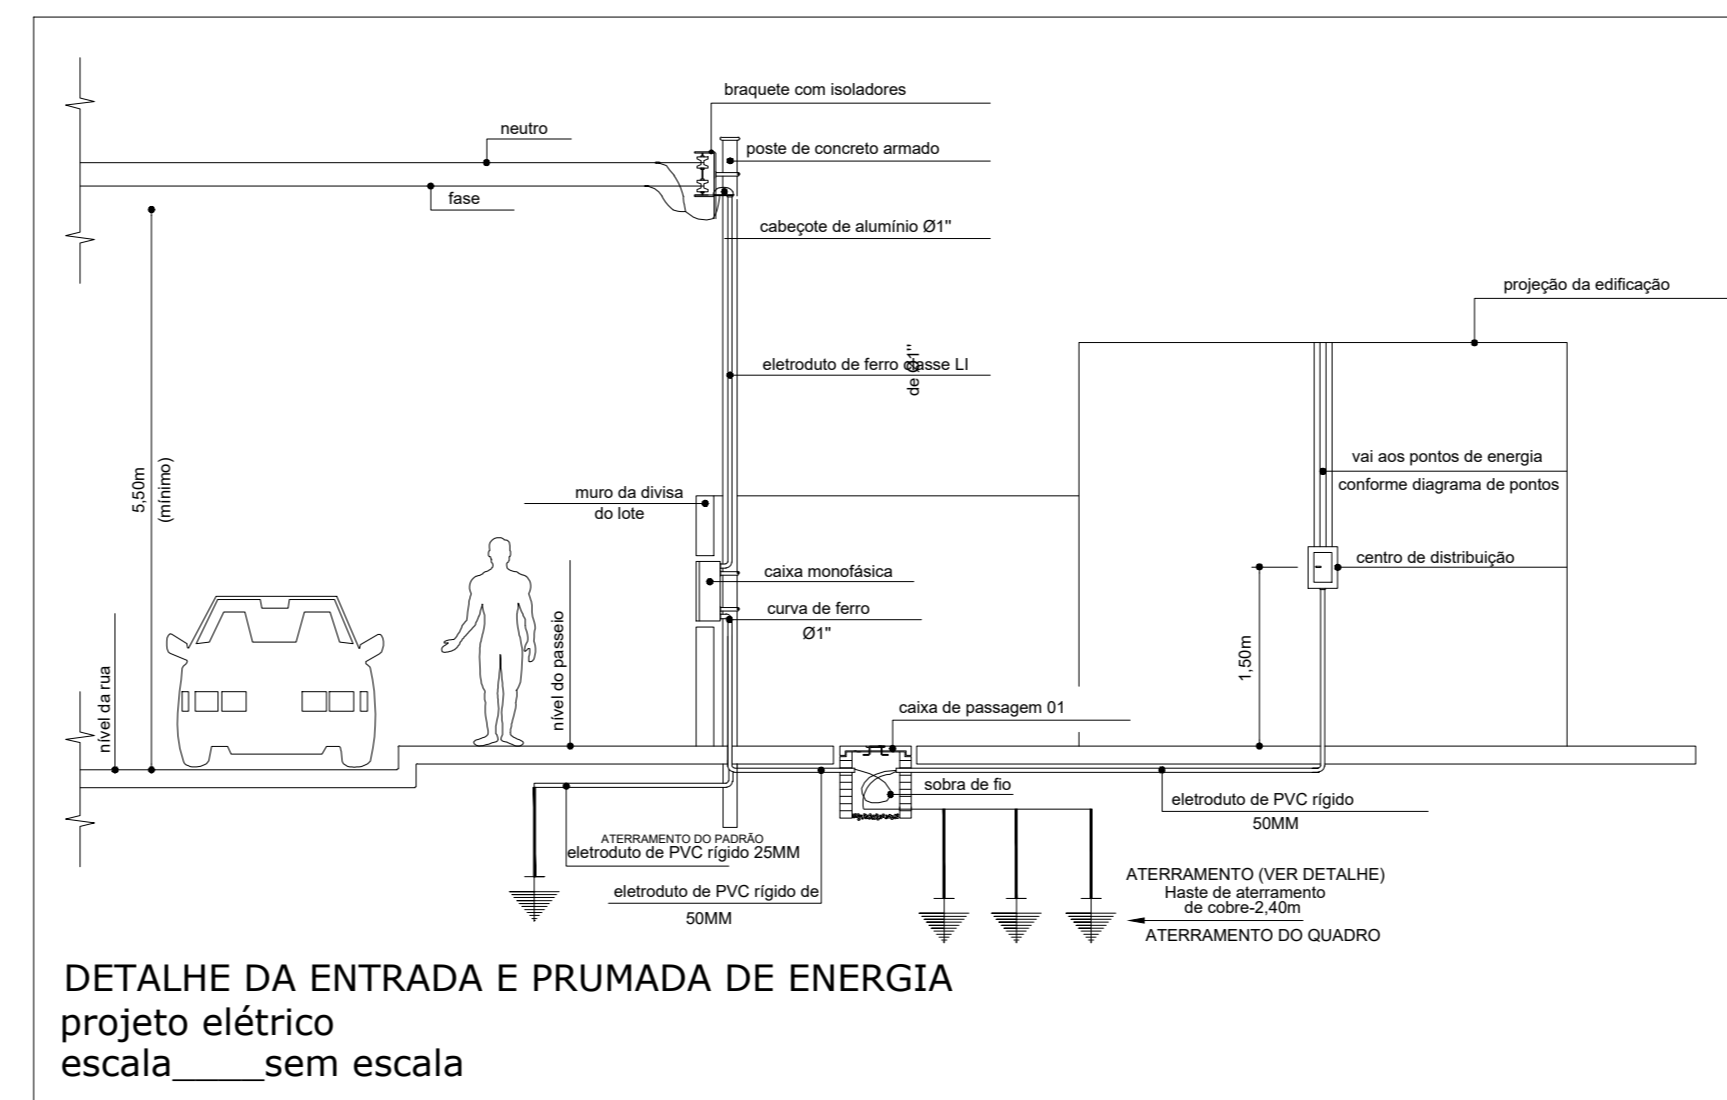 braquete com isoladores
neutro
poste de concreto armado
fase
cabeçote de alumínio Ø1"
projeção da edificação
eletroduto de ferro classe LI
de Ø1"
5,50m
(mínimo)
muro da divisa
do lote
vai aos pontos de energia
conforme diagrama de pontos
centro de distribuição
caixa monofásica
curva de ferro
Ø1"
nível da rua
nível do passeio
1,50m
caixa de passagem 01
sobra de fio
eletroduto de PVC rígido
50MM
ATERRAMENTO DO PADRÃO
eletroduto de PVC rígido 25MM
eletroduto de PVC rígido de
50MM
ATERRAMENTO (VER DETALHE)
Haste de aterramento
de cobre-2,40m
ATERRAMENTO DO QUADRO
DETALHE DA ENTRADA E PRUMADA DE ENERGIA
projeto elétrico
escala____sem escala